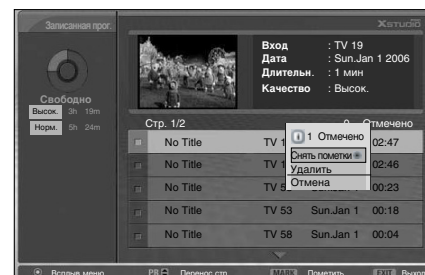 Записанная прог.
XSTUDIO
Вход : TV 19
Дата : Sun.Jan 1 2006
Длительн. : 1 мин
Качество : Высок.
Свободно
Высок. 3h 19m
Норм. 5h 24m
Стр. 1/2 Отмечено
No Title TV 1 02:47
No Title TV 1 02:46
No Title TV 00:23
No Title TV 53 Sun.Jan 1 00:18
No Title TV 58 Sun.Jan 1 00:04
1 Отмечено
Снять пометки
Удалить
Отмена
Всплыв.меню PR Перенос стр. MARK Пометить EXIT Выход